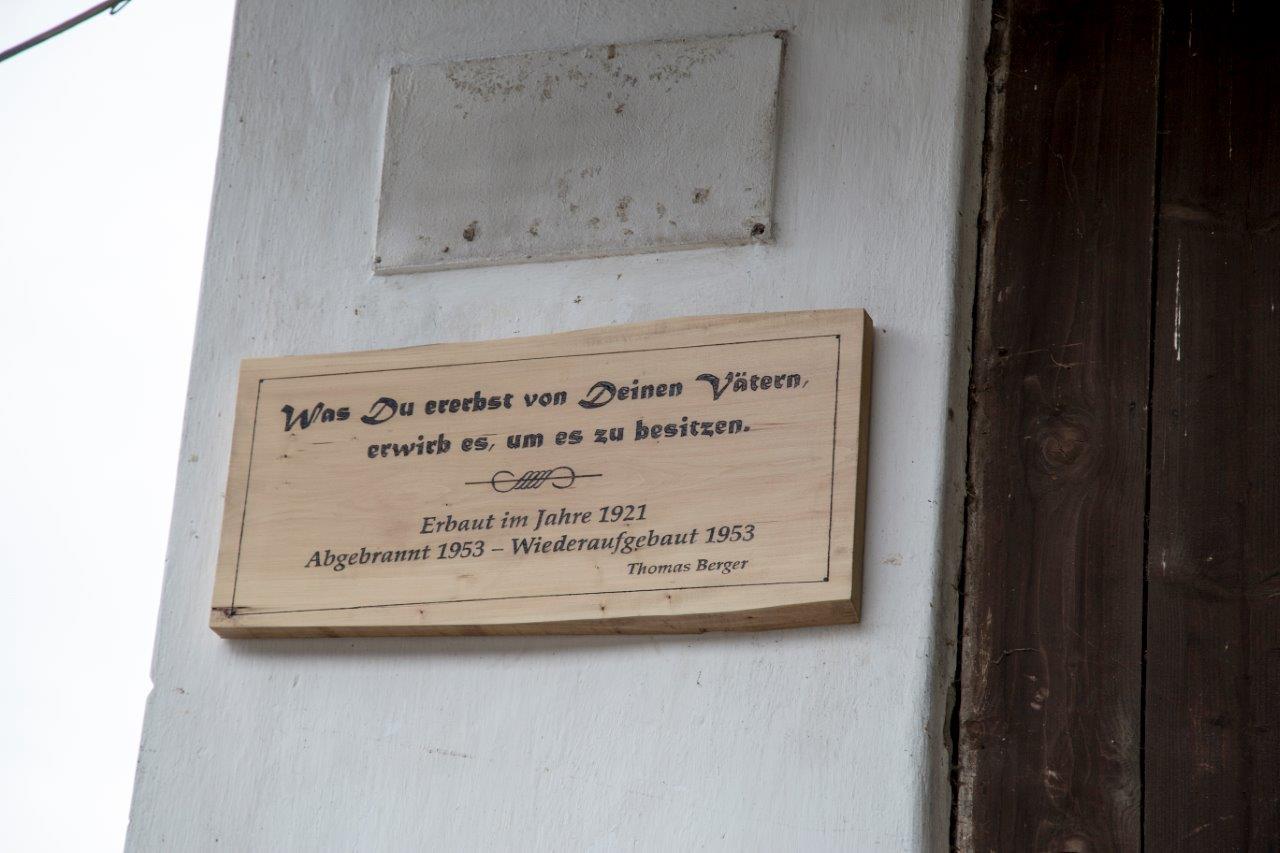 Was Du ererbst von Deinen Vätern,
erwirb es, um es zu besitzen.
Erbaut im Jahre 1921
Abgebrannt 1953 – Wiederaufgebaut 1953
Thomas Berger